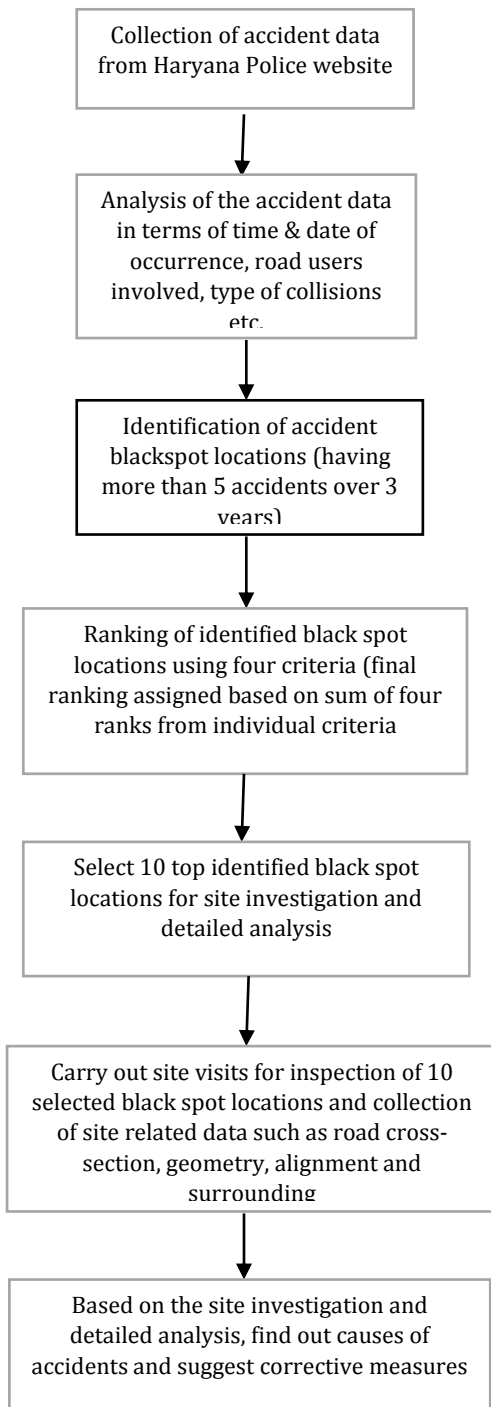 Collection of accident data
from Haryana Police website
Analysis of the accident data
in terms of time & date of
occurrence, road users
involved, type of collisions
etc.
Identification of accident
blackspot locations (having
more than 5 accidents over 3
years)
Ranking of identified black spot
locations using four criteria (final
ranking assigned based on sum of four
ranks from individual criteria
Select 10 top identified black spot
locations for site investigation and
detailed analysis
Carry out site visits for inspection of 10
selected black spot locations and collection
of site related data such as road cross-
section, geometry, alignment and
surrounding
Based on the site investigation and
detailed analysis, find out causes of
accidents and suggest corrective measures